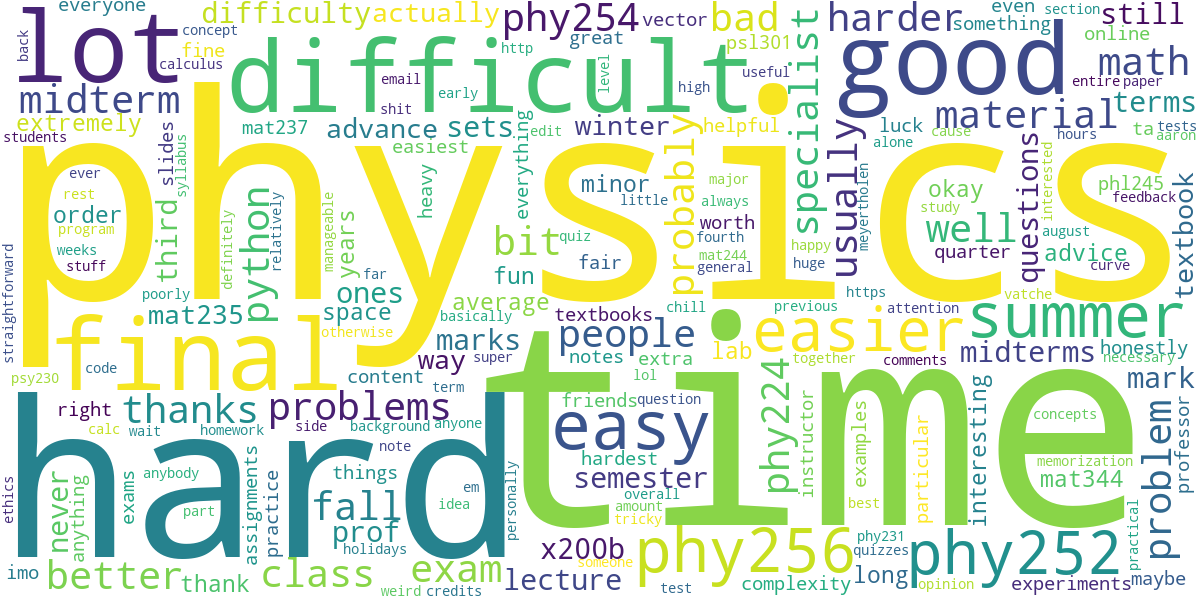 everyone
difficulty
actually
phy254
vector
bad
harder
even
section
still
back
lot
concept
fine
calculus
http
great
psl301
something
online
difficult
email
early
level
useful
good
math
midterm
shit
high
specialist
entire
paper
extremely
students
mat237
advance
sets
edit
winter
helpful
material
terms
luck
cause
ta
tests
alone
hours
aaron
slides
syllabus
easiest
everything
probably
usually
questions
physics
ever
order
rest
program
third
weeks
stuff
definitely
python
relatively
manageable
years
heavy
minor
little
major
always
worth
okay
study
interested
phl245
feedback
textbook
bit
quiz
fourth
happy
meyertholen
well
august
advice
fair
mat244
general
quarter
curve
straightforward
poorly
far
fun
huge
https
vatche
mat235
ones
space
average
basically
textbooks
chill
previous
attention
summer
final
otherwise
marks
super
people
easier
lab
together
midterms
honestly
psy230
code
content
way
term
notes
extra
lol
comments
necessary
mark
right
thanks
problems
time
friends
question
easy
phy224
instructor
examples
particular
interesting
concepts
problem
professor
calc
wait
homework
side
background
anyone
note
hard
hardest
semester
overall
amount
tricky
memorization
mat344
ethics
never
anything
exams
anybody
part
assignments
practice
things
fall
prof
holidays
em
idea
personally
best
practical
imo
better
thank
class
exam
weird
credits
lecture
x200b
someone
phy256
test
complexity
phy231
quizzes
long
opinion
phy252
experiments
maybe